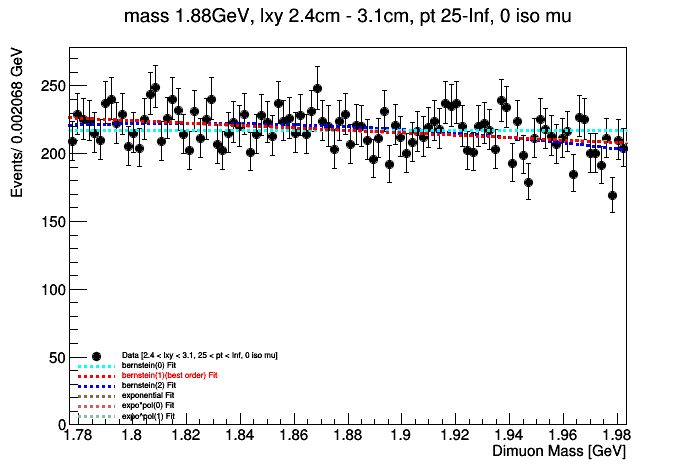 mass 1.88GeV, lxy 2.4cm - 3.1cm, pt 25-Inf, 0 iso mu
Events/ 0.002068 GeV
250
200
150
100
50
0
Data [2.4 < lxy < 3.1, 25 < pt < Inf, 0 iso mu]
bernstein(0) Fit
bernstein(1)(best order) Fit
bernstein(2) Fit
exponential Fit
expo*pol(0) Fit
expo*pol(1) Fit
1.78 1.8 1.82 1.84 1.86 1.88 1.9 1.92 1.94 1.96 1.98
Dimuon Mass [GeV]